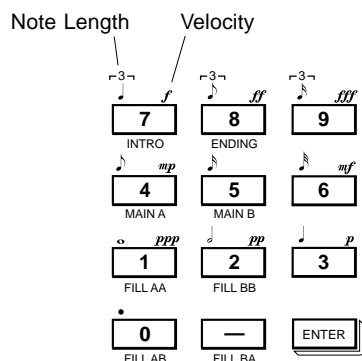 Note Length Velocity
3 3 3
f ff fff
7 8 9
INTRO ENDING
mp mf
4 5 6
MAIN A MAIN B
ppp pp p
1 2 3
FILL AA FILL BB
0 — ENTER
FILL AB FILL BA